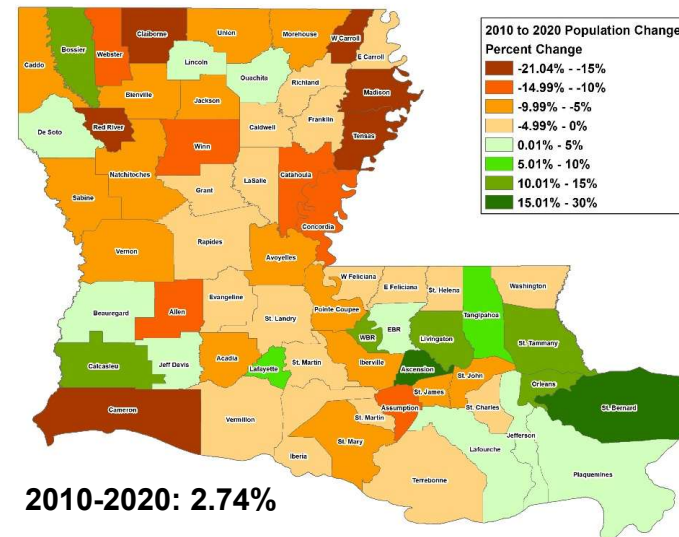 2010 to 2020 Population Change
Percent Change
-21.04% - -15%
-14.99% - -10%
-9.99% - -5%
-4.99% - 0%
0.01% - 5%
5.01% - 10%
10.01% - 15%
15.01% - 30%
Caddo
Bossier
Webster
Claiborne
Lincoln
Union
Morehouse
W Carroll
E Carroll
Ouachita
Richland
Madison
Bienville
Jackson
De Soto
Red River
Caldwell
Franklin
Tensas
Winn
Natchitoches
Sabine
Grant
LaSalle
Catahoula
Concordia
Vernon
Rapides
Avoyelles
W Feliciana
E Feliciana
St. Helena
Washington
Beauregard
Allen
Evangeline
St. Landry
Pointe Coupee
EBR
Tangipahoa
WBR
Livingston
St. Tammany
Calcasieu
Jeff Davis
Acadia
Lafayette
St. Martin
Iberville
Ascension
St. James
St. John
Orleans
St. Bernard
Cameron
Vermilion
St. Martin
Assumption
St. Charles
Jefferson
Iberia
St. Mary
Lafourche
Terrebonne
Plaquemines
2010-2020: 2.74%